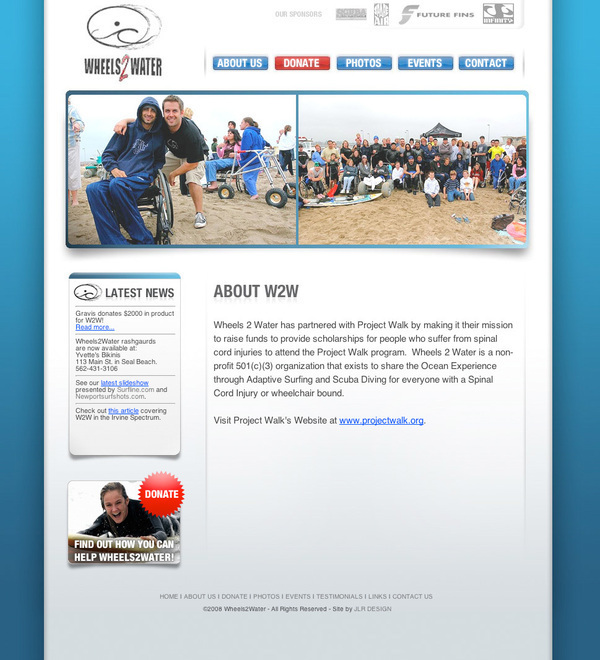 OUR SPONSORS
FUTURE FINS
INFINITY
WHEELS2WATER
ABOUT US
DONATE
PHOTOS
EVENTS
CONTACT
LATEST NEWS
Gravis donates $2000 in product
for W2W!
Read more...
Wheels2Water rashgaurds
are now available at:
Yvette's Bikinis
113 Main St. in Seal Beach.
562-431-3106
See our latest slideshow
presented by Surfline.com and
Newportsurfshots.com.
Check out this article covering
W2W in the Irvine Spectrum.
DONATE
FIND OUT HOW YOU CAN
HELP WHEELS2WATER!
ABOUT W2W
Wheels 2 Water has partnered with Project Walk by making it their mission
to raise funds to provide scholarships for people who suffer from spinal
cord injuries to attend the Project Walk program. Wheels 2 Water is a non-
profit 501(c)(3) organization that exists to share the Ocean Experience
through Adaptive Surfing and Scuba Diving for everyone with a Spinal
Cord Injury or wheelchair bound.
Visit Project Walk's Website at www.projectwalk.org.
HOME I ABOUT US I DONATE I PHOTOS I EVENTS I TESTIMONIALS I LINKS I CONTACT US
©2008 Wheels2Water - All Rights Reserved - Site by JLR DESIGN